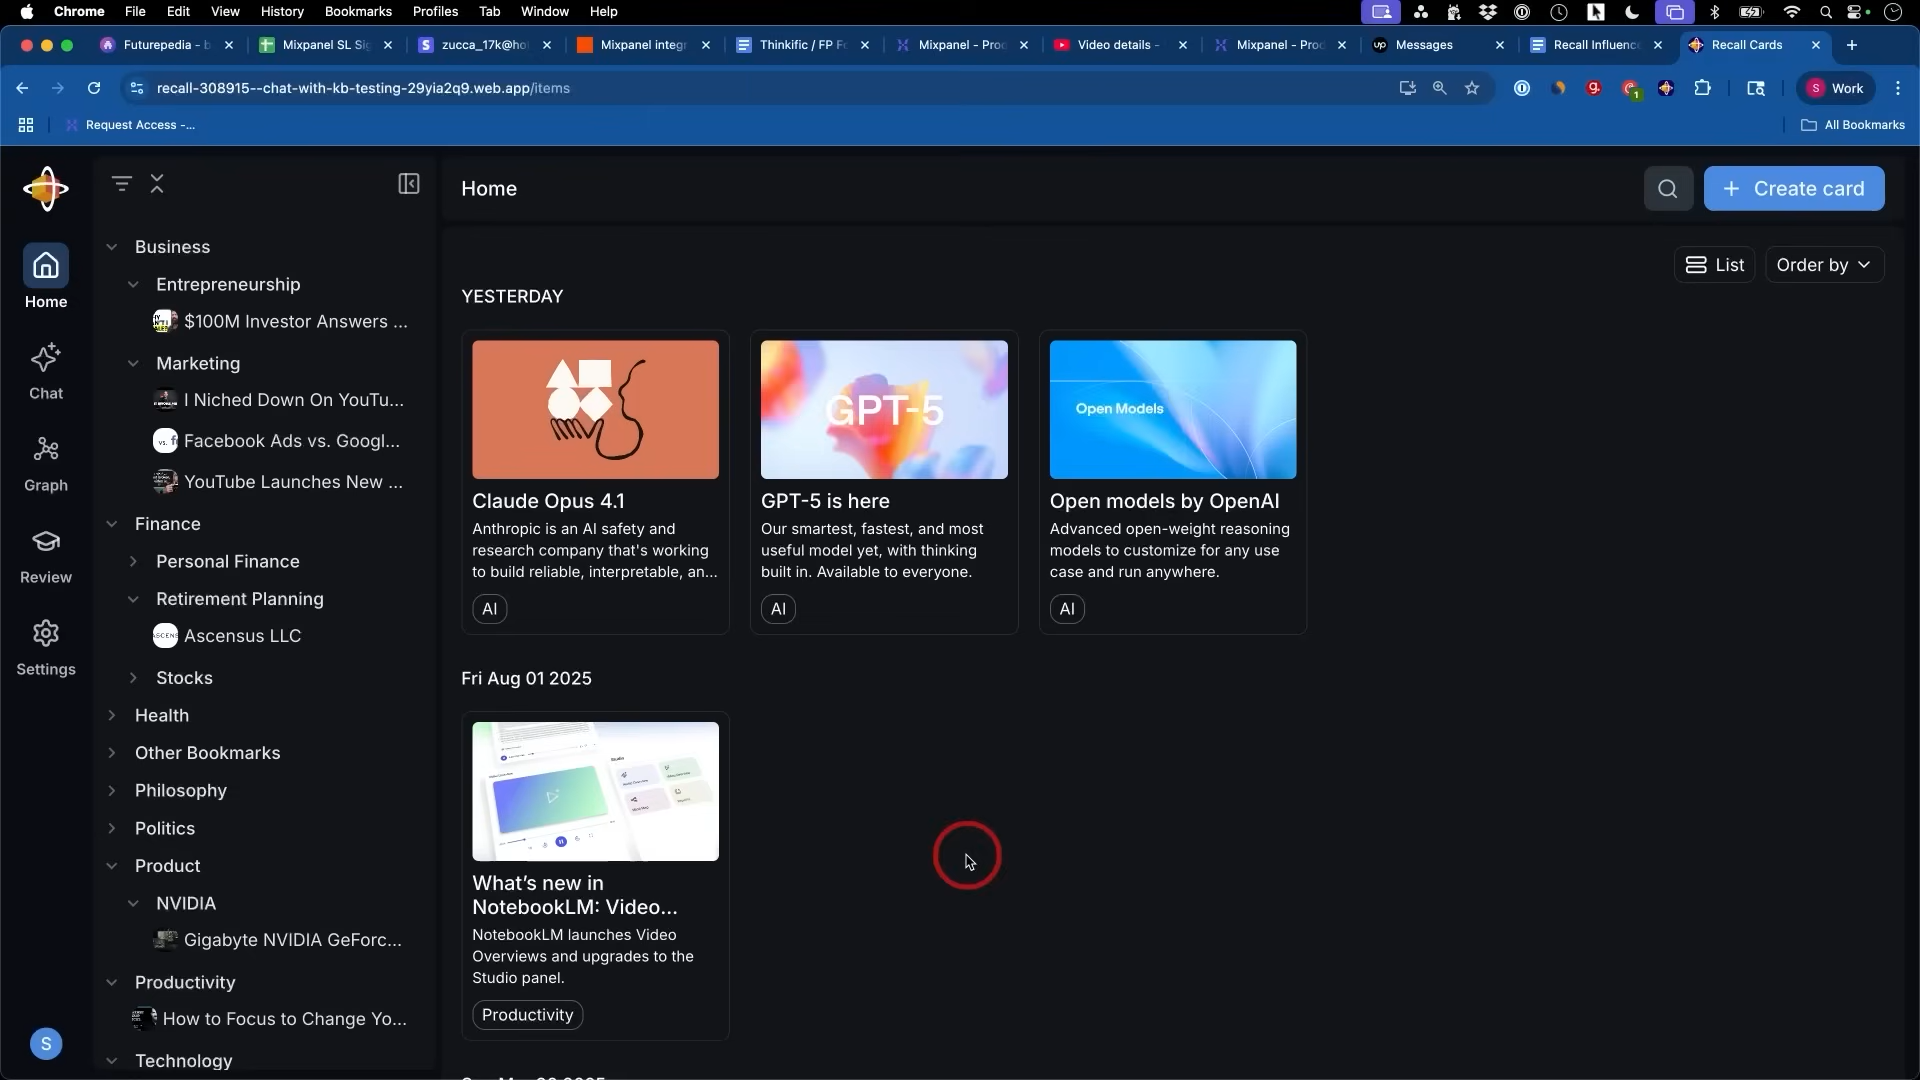 Chrome File Edit View History Bookmarks Profiles Tab Window Help
Futurepedia - b
Mixpanel SL Sig
zucca_17k@ho
Mixpanel integr
Thinkific / FP F
Mixpanel - Prod
Video details -
Mixpanel - Prod
Messages
Recall Influenc
Recall Cards
recall-308915--chat-with-kb-testing-29yia2q9.web.app/items
1
S Work
Request Access -...
All Bookmarks
Home
Chat
Graph
Review
Settings
S
Business
Entrepreneurship
$100M Investor Answers ...
Marketing
I Niched Down On YouTu...
Facebook Ads vs. Googl...
YouTube Launches New ...
Finance
Personal Finance
Retirement Planning
Ascensus LLC
Stocks
Health
Other Bookmarks
Philosophy
Politics
Product
NVIDIA
Gigabyte NVIDIA GeForc...
Productivity
How to Focus to Change Yo...
Technology
Home
+ Create card
List
Order by
YESTERDAY
Claude Opus 4.1
Anthropic is an AI safety and
research company that's working
to build reliable, interpretable, an...
AI
GPT-5
GPT-5 is here
Our smartest, fastest, and most
useful model yet, with thinking
built in. Available to everyone.
AI
Open Models
Open models by OpenAI
Advanced open-weight reasoning
models to customize for any use
case and run anywhere.
AI
Fri Aug 01 2025
Studio
What's new in
NotebookLM: Video...
NotebookLM launches Video
Overviews and upgrades to the
Studio panel.
Productivity